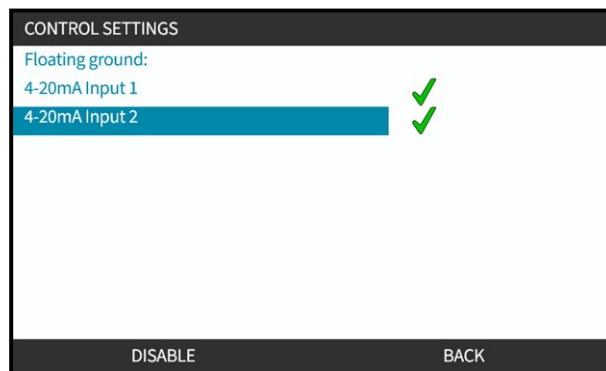 CONTROL SETTINGS
Floating ground:
4-20mA Input 1
4-20mA Input 2
DISABLE BACK